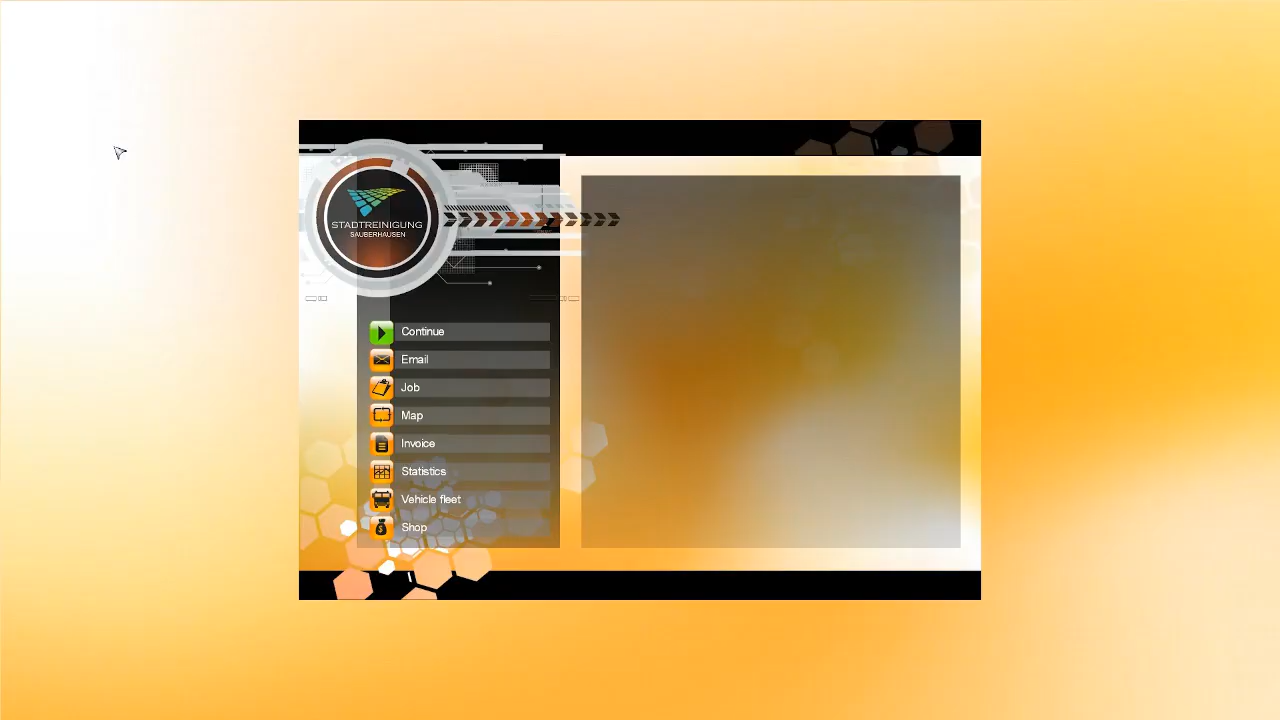 STADTREINIGUNG
SAUBERHAUSEN
Continue
Email
Job
Map
Invoice
Statistics
Vehicle fleet
Shop